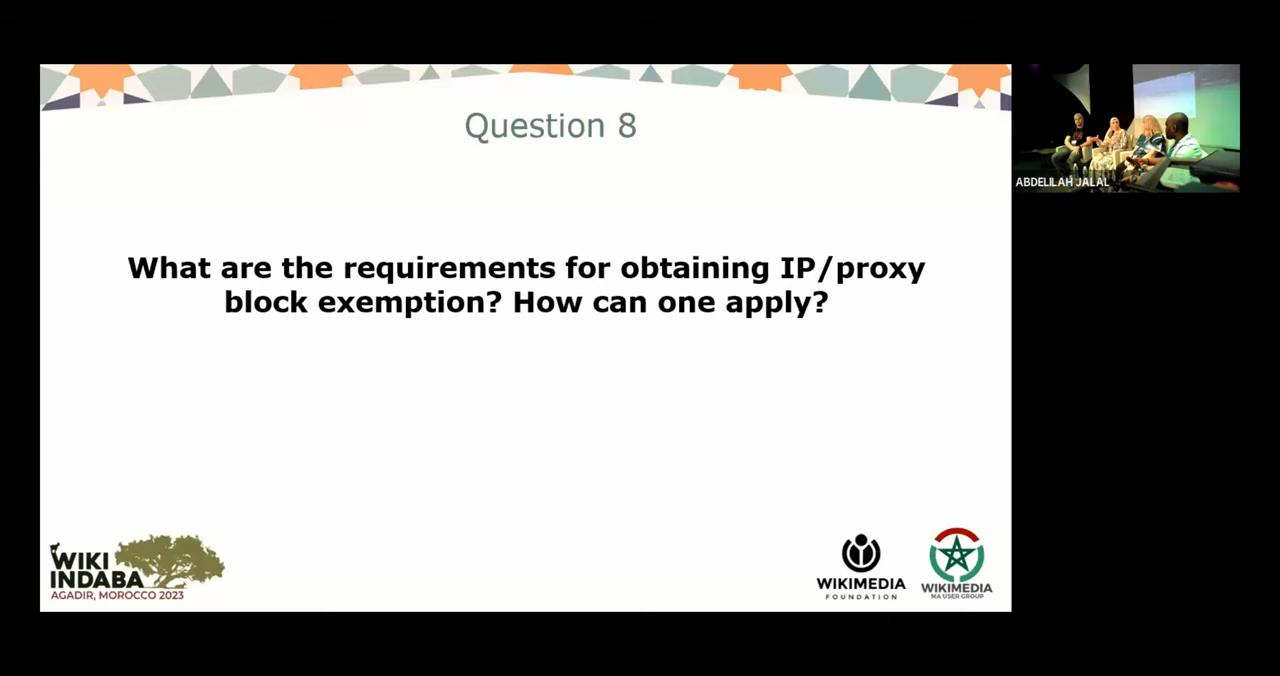 Question 8
What are the requirements for obtaining IP/proxy
block exemption? How can one apply?
ABDELILAH JALAL
WIKI
INDABA
AGADIR, MOROCCO 2023
WIKIMEDIA
FOUNDATION
WIKIMEDIA
MA USER GROUP